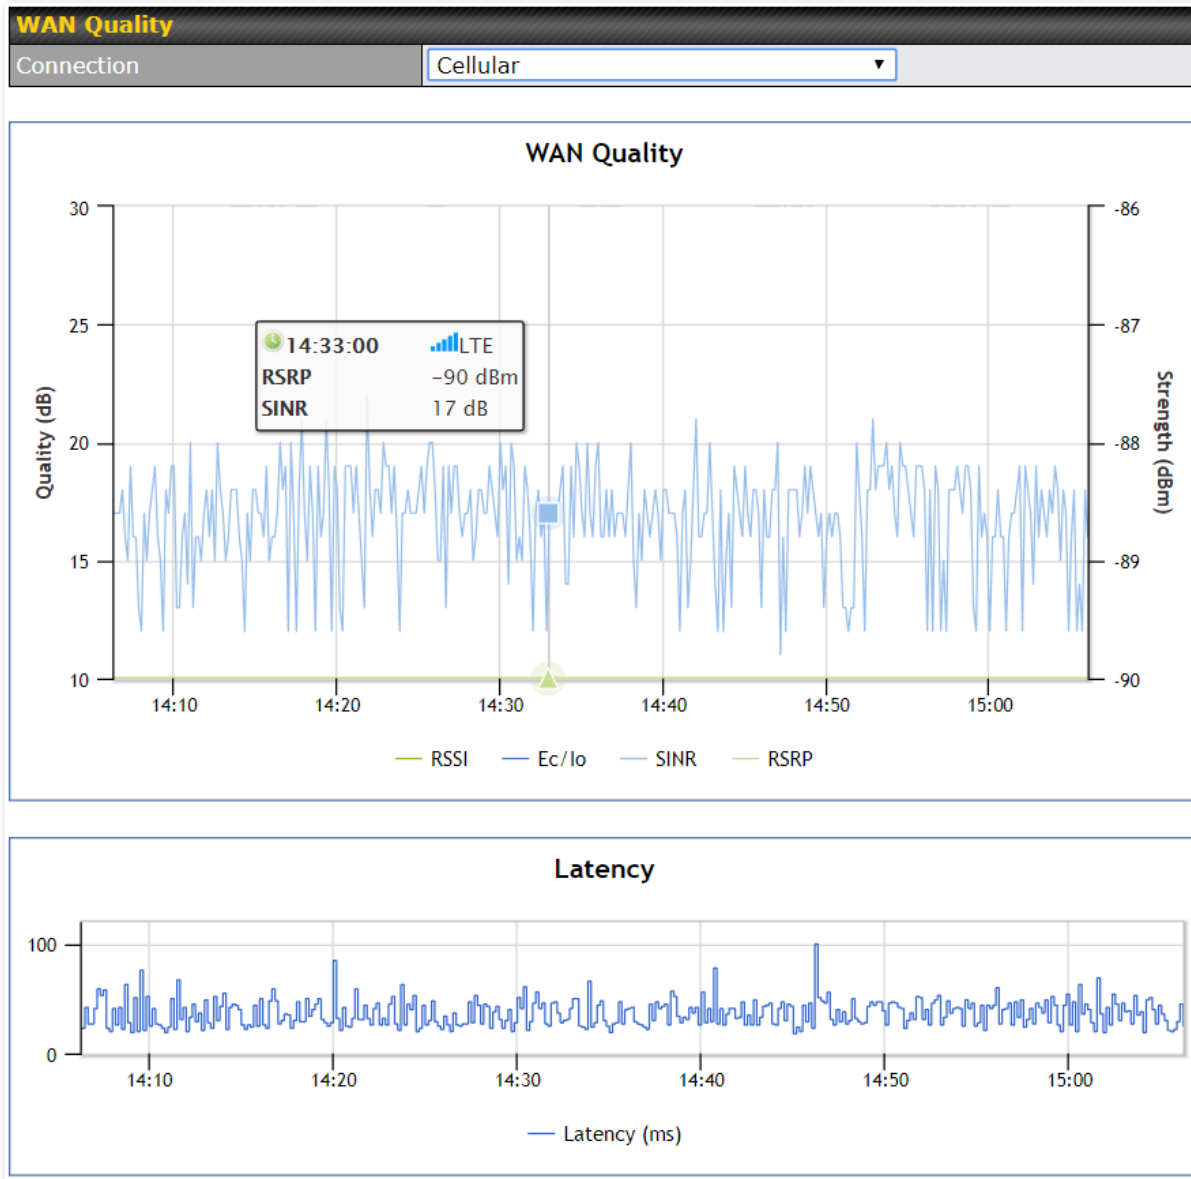 WAN Quality
Connection
Cellular
WAN Quality
30
25
20
15
10
Quality (dB)
-86
-87
-88
-89
-90
Strength (dBm)
14:33:00 LTE
RSRP -90 dBm
SINR 17 dB
14:10 14:20 14:30 14:40 14:50 15:00
RSSI Ec/Io SINR RSRP
Latency
100
0
14:10 14:20 14:30 14:40 14:50 15:00
Latency (ms)